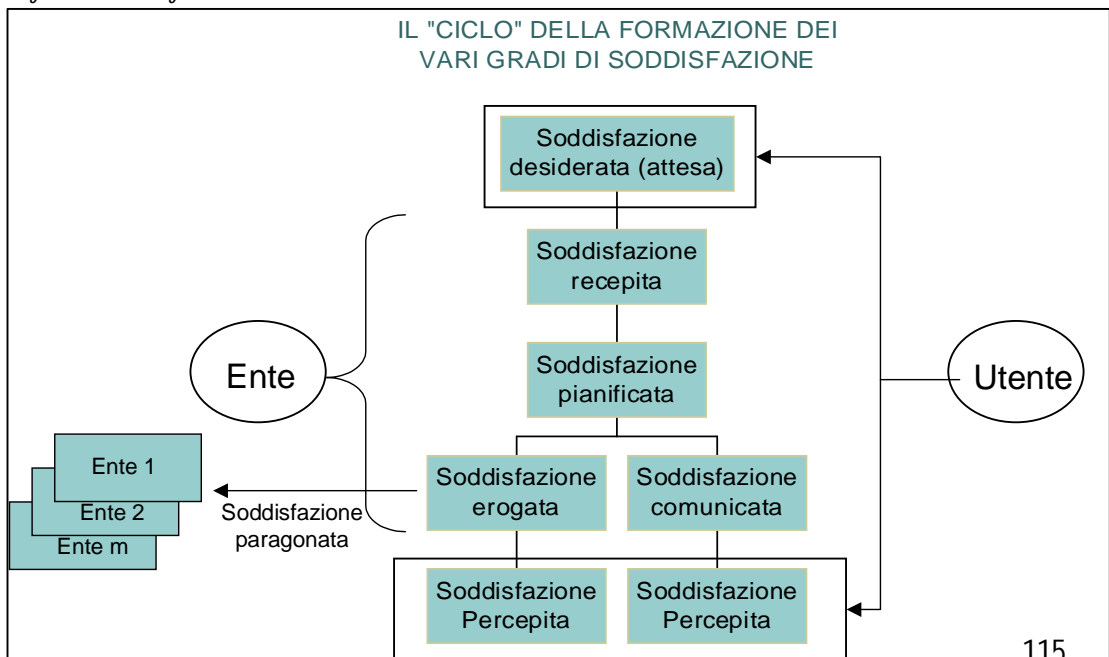 IL "CICLO" DELLA FORMAZIONE DEI
VARI GRADI DI SODDISFAZIONE
Soddisfazione
desiderata (attesa)
Soddisfazione
recepita
Ente
Soddisfazione
pianificata
Utente
Ente 1
Ente 2
Ente m
Soddisfazione
paragonata
Soddisfazione
erogata
Soddisfazione
comunicata
Soddisfazione
Percepita
Soddisfazione
Percepita
115